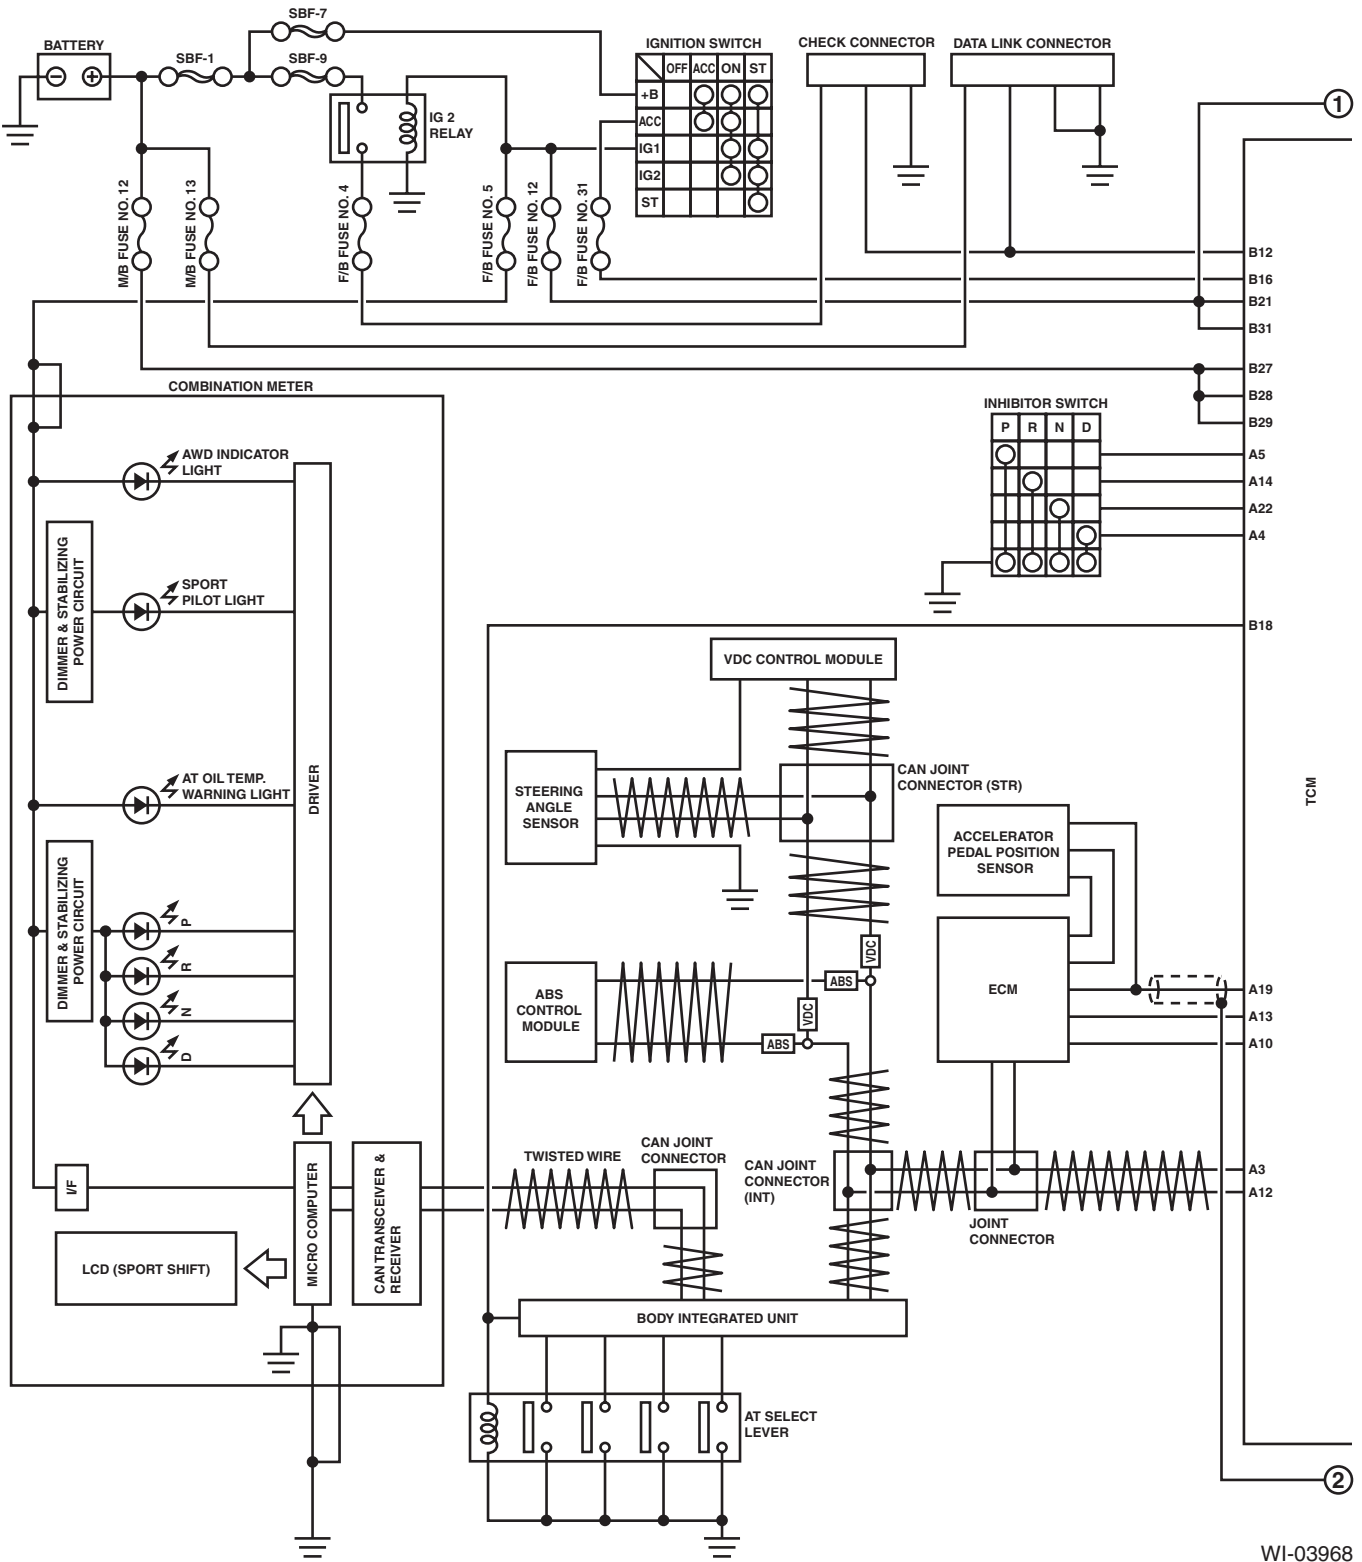 SBF-7
BATTERY
SBF-1
SBF-9
IGNITION SWITCH
OFF ACC ON ST
+B
ACC
IG1
IG2
ST
CHECK CONNECTOR
DATA LINK CONNECTOR
1
IG 2
RELAY
M/B FUSE NO. 12
M/B FUSE NO. 13
F/B FUSE NO. 4
F/B FUSE NO. 5
F/B FUSE NO. 12
F/B FUSE NO. 31
B12
B16
B21
B31
B27
B28
B29
COMBINATION METER
INHIBITOR SWITCH
P R N D
A5
A14
A22
A4
AWD INDICATOR
LIGHT
DIMMER & STABILIZING
POWER CIRCUIT
SPORT
PILOT LIGHT
B18
VDC CONTROL MODULE
DRIVER
AT OIL TEMP.
WARNING LIGHT
STEERING
ANGLE
SENSOR
CAN JOINT
CONNECTOR (STR)
TCM
ACCELERATOR
PEDAL POSITION
SENSOR
DIMMER & STABILIZING
POWER CIRCUIT
P
R
N
D
VDC
ABS
VDC
ABS
ABS
CONTROL
MODULE
ECM
A19
A13
A10
I/F
MICRO COMPUTER
CAN TRANSCEIVER &
RECEIVER
TWISTED WIRE
CAN JOINT
CONNECTOR
CAN JOINT
CONNECTOR
(INT)
JOINT
CONNECTOR
A3
A12
LCD (SPORT SHIFT)
BODY INTEGRATED UNIT
AT SELECT
LEVER
2
WI-03968